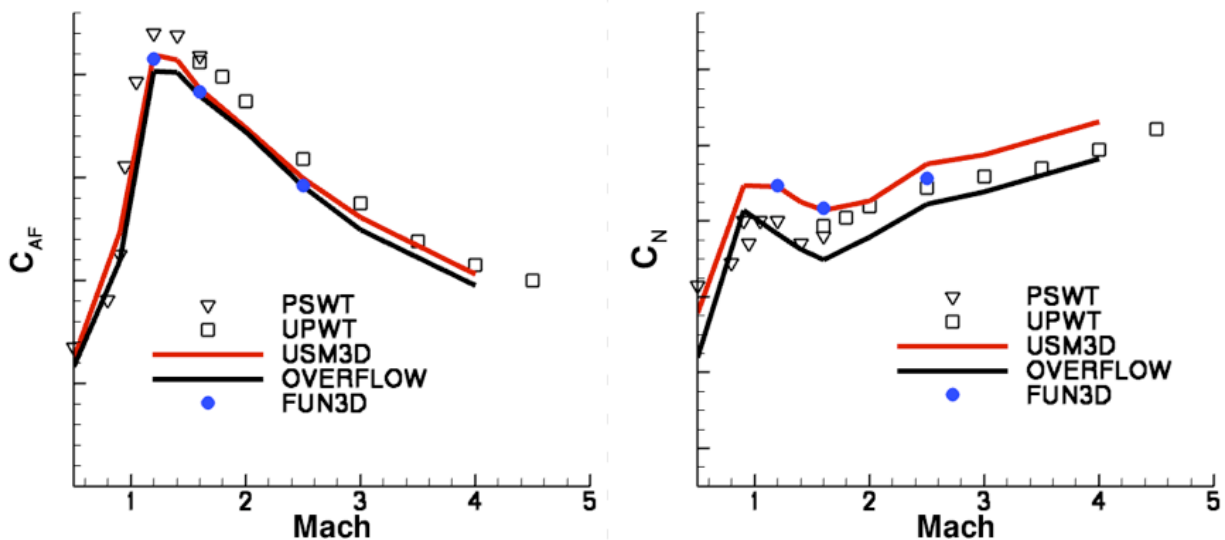 C_AF
PSWT
UPWT
USM3D
OVERFLOW
FUN3D
1 2 3 4 5
Mach
C_N
PSWT
UPWT
USM3D
OVERFLOW
FUN3D
1 2 3 4 5
Mach